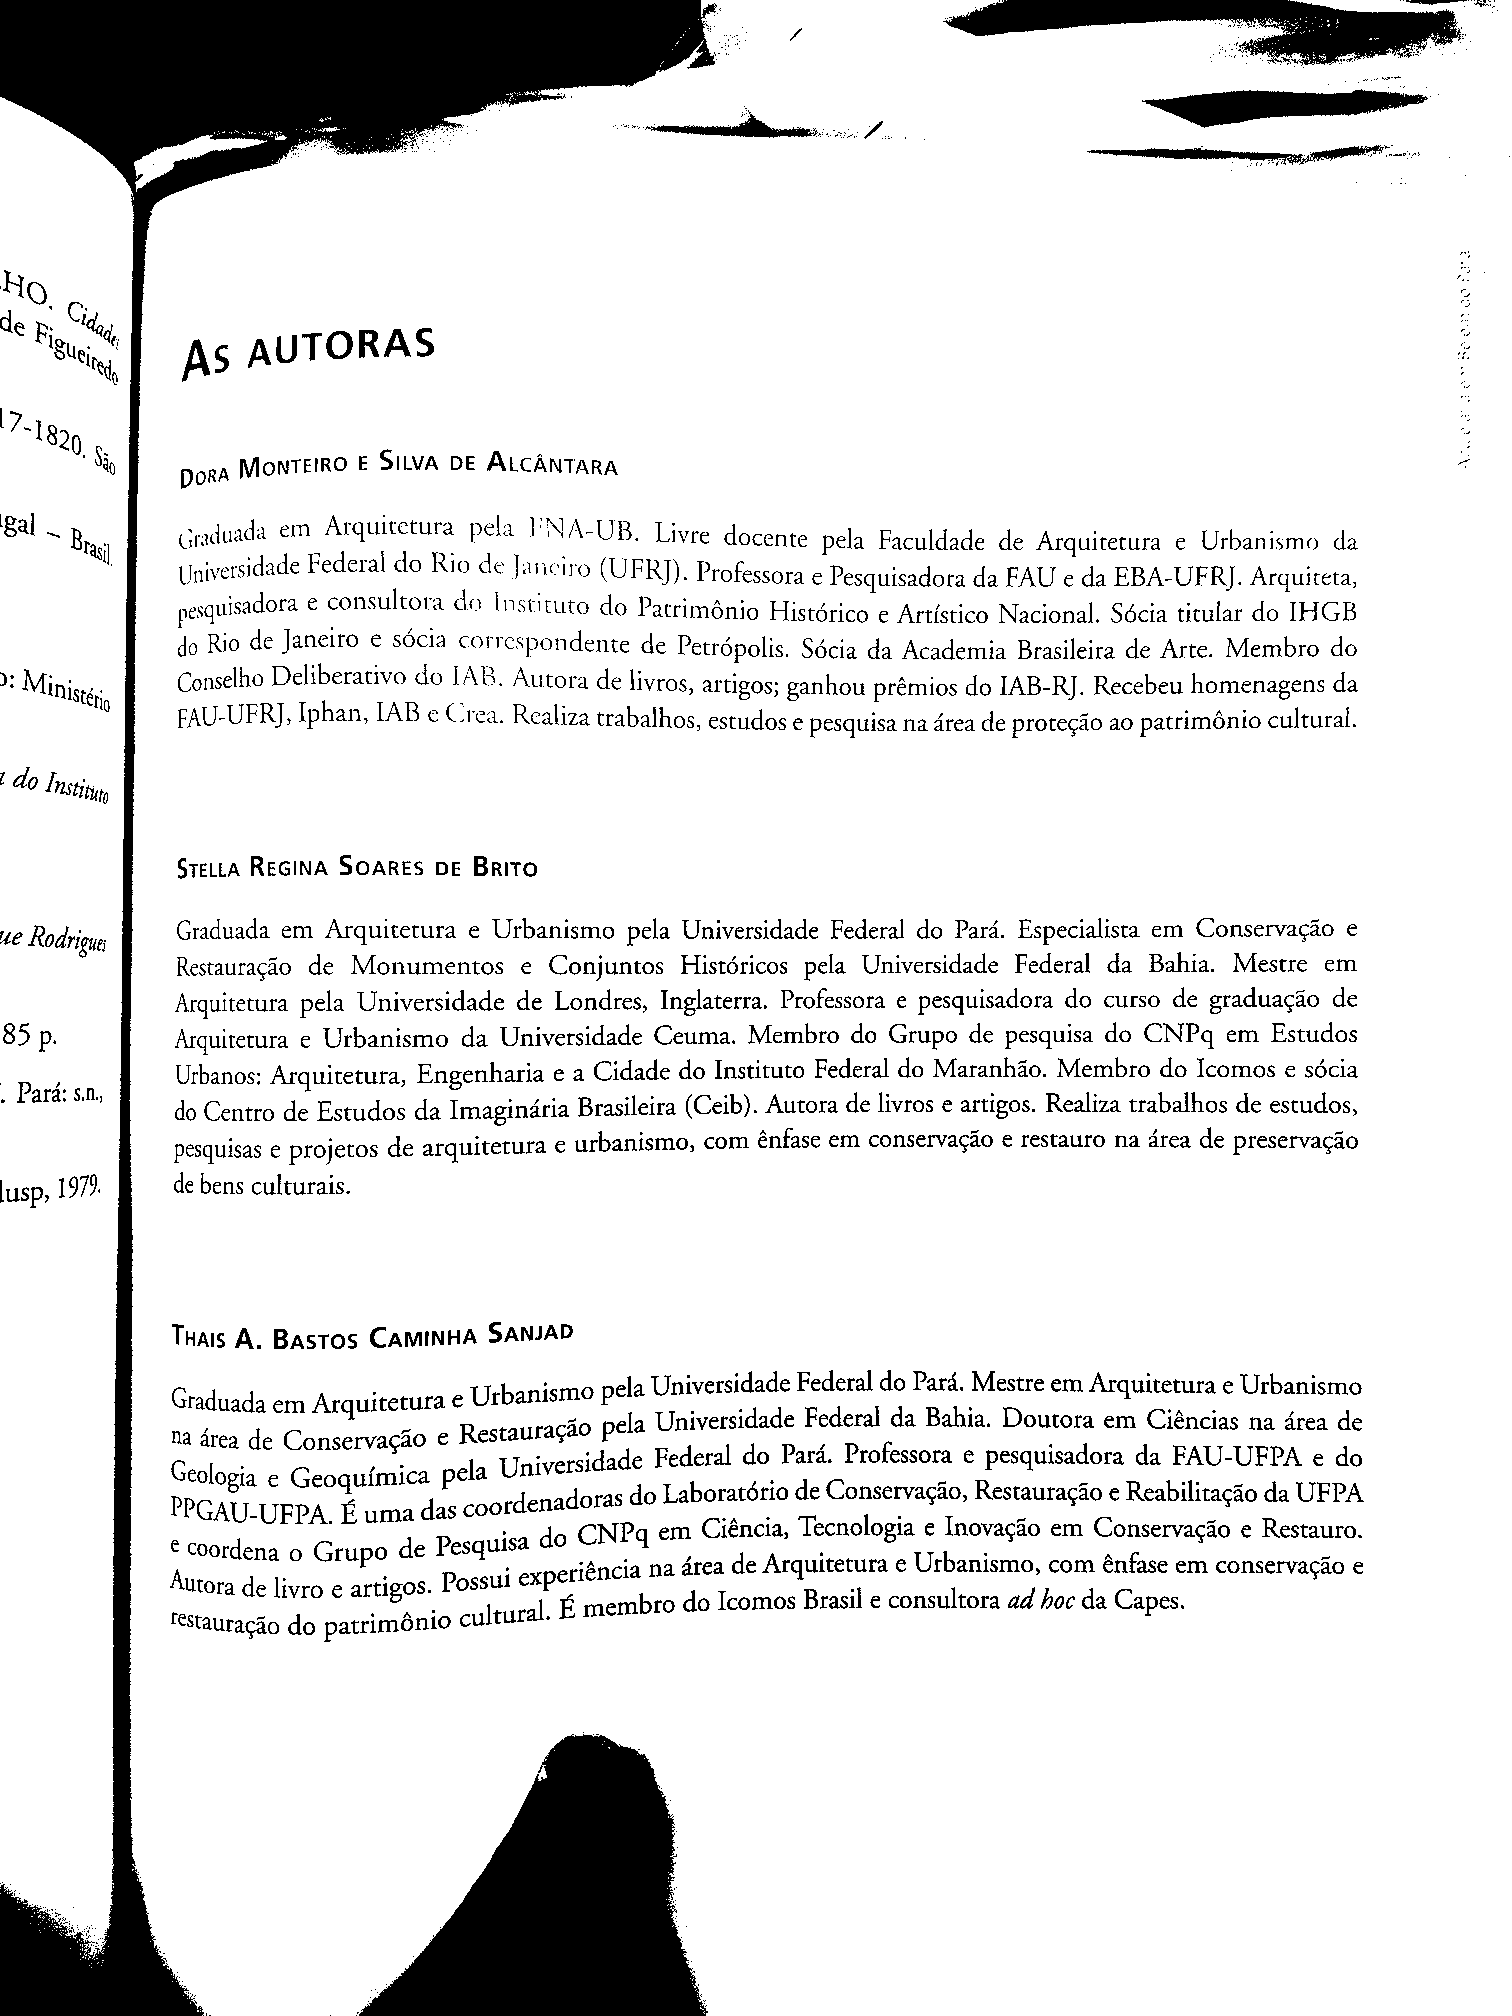 HO. Cidades
de Figueiredo
17-1820. São
gal – Brasil.
o: Ministério
do Instituto
ue Rodrigues
85 p.
. Pará: s.n.,
usp, 1979.
As autoras
Dora Monteiro e Silva de Alcântara
Graduada em Arquitetura pela FNA-UB. Livre docente pela Faculdade de Arquitetura e Urbanismo da
Universidade Federal do Rio de Janeiro (UFRJ). Professora e Pesquisadora da FAU e da EBA-UFRJ. Arquiteta,
pesquisadora e consultora do Instituto do Patrimônio Histórico e Artístico Nacional. Sócia titular do IHGB
do Rio de Janeiro e sócia correspondente de Petrópolis. Sócia da Academia Brasileira de Arte. Membro do
Conselho Deliberativo do IAB. Autora de livros, artigos; ganhou prêmios do IAB-RJ. Recebeu homenagens da
FAU-UFRJ, Iphan, IAB e Crea. Realiza trabalhos, estudos e pesquisa na área de proteção ao patrimônio cultural.
Stella Regina Soares de Brito
Graduada em Arquitetura e Urbanismo pela Universidade Federal do Pará. Especialista em Conservação e
Restauração de Monumentos e Conjuntos Históricos pela Universidade Federal da Bahia. Mestre em
Arquitetura pela Universidade de Londres, Inglaterra. Professora e pesquisadora do curso de graduação de
Arquitetura e Urbanismo da Universidade Ceuma. Membro do Grupo de pesquisa do CNPq em Estudos
Urbanos: Arquitetura, Engenharia e a Cidade do Instituto Federal do Maranhão. Membro do Icomos e sócia
do Centro de Estudos da Imaginária Brasileira (Ceib). Autora de livros e artigos. Realiza trabalhos de estudos,
pesquisas e projetos de arquitetura e urbanismo, com ênfase em conservação e restauro na área de preservação
de bens culturais.
Thais A. Bastos Caminha Sanjad
Graduada em Arquitetura e Urbanismo pela Universidade Federal do Pará. Mestre em Arquitetura e Urbanismo
na área de Conservação e Restauração pela Universidade Federal da Bahia. Doutora em Ciências na área de
Geologia e Geoquímica pela Universidade Federal do Pará. Professora e pesquisadora da FAU-UFPA e do
PPGAU-UFPA. É uma das coordenadoras do Laboratório de Conservação, Restauração e Reabilitação da UFPA
e coordena o Grupo de Pesquisa do CNPq em Ciência, Tecnologia e Inovação em Conservação e Restauro.
Autora de livro e artigos. Possui experiência na área de Arquitetura e Urbanismo, com ênfase em conservação e
restauração do patrimônio cultural. É membro do Icomos Brasil e consultora ad hoc da Capes.